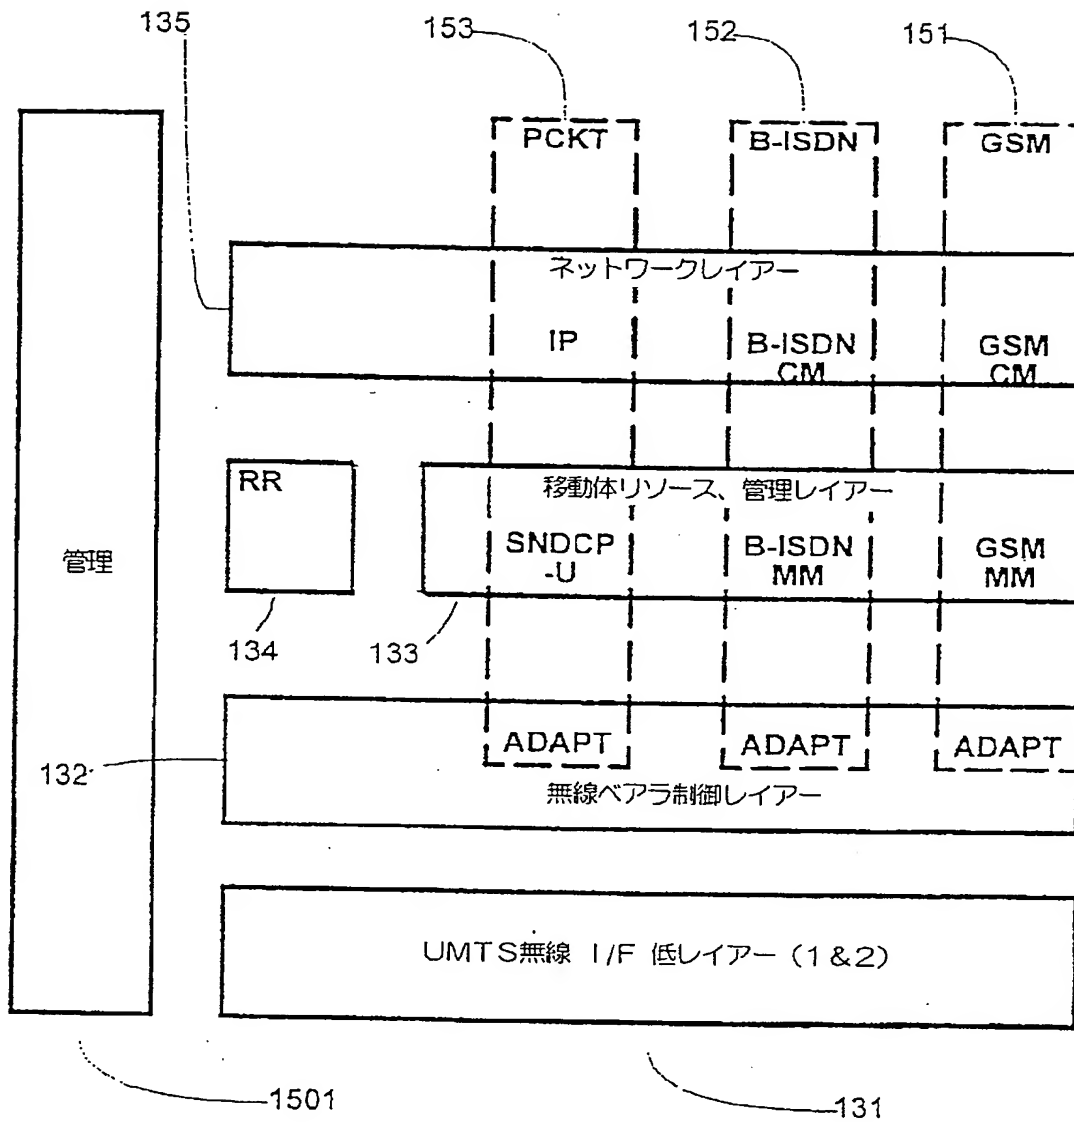 135
153
152
151
PCKT
B-ISDN
GSM
ネットワークレイアー
IP
B-ISDN
CM
GSM
CM
RR
移動体リソース、管理レイアー
管理
SNDCP
-U
B-ISDN
MM
GSM
MM
134
133
132
ADAPT
ADAPT
ADAPT
無線ベアラ制御レイアー
UMTS無線 I/F 低レイアー（1&2）
1501
131